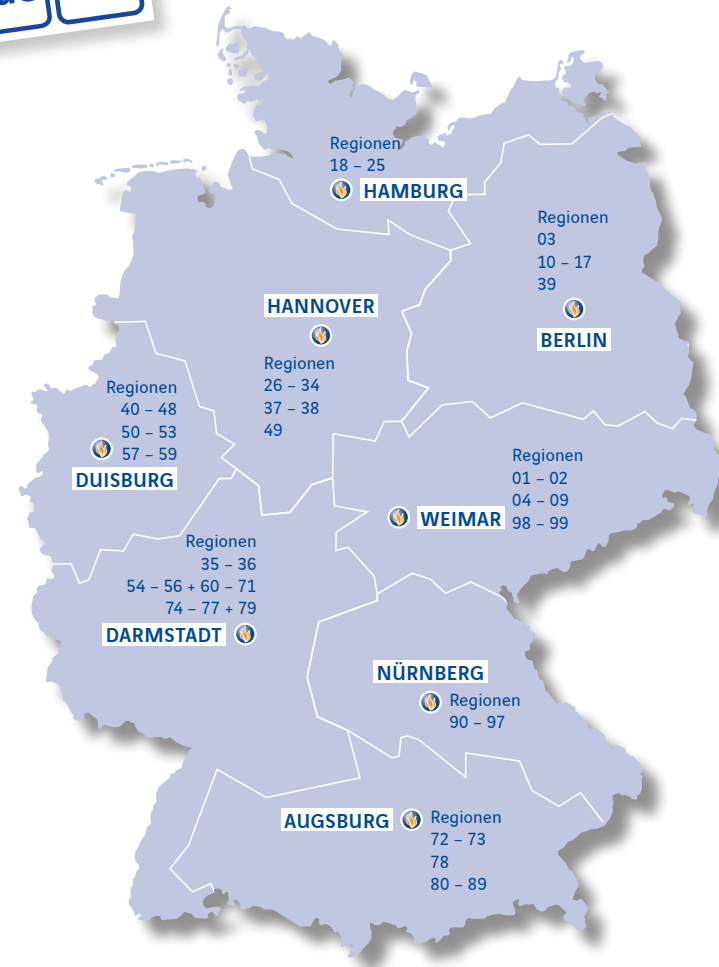 Regionen
18 – 25
HAMBURG
Regionen
03
10 – 17
39
BERLIN
HANNOVER
Regionen
26 – 34
37 – 38
49
Regionen
40 – 48
50 – 53
57 – 59
DUISBURG
Regionen
01 – 02
04 – 09
98 – 99
WEIMAR
Regionen
35 – 36
54 – 56 + 60 – 71
74 – 77 + 79
DARMSTADT
NÜRNBERG
Regionen
90 – 97
AUGSBURG
Regionen
72 – 73
78
80 – 89